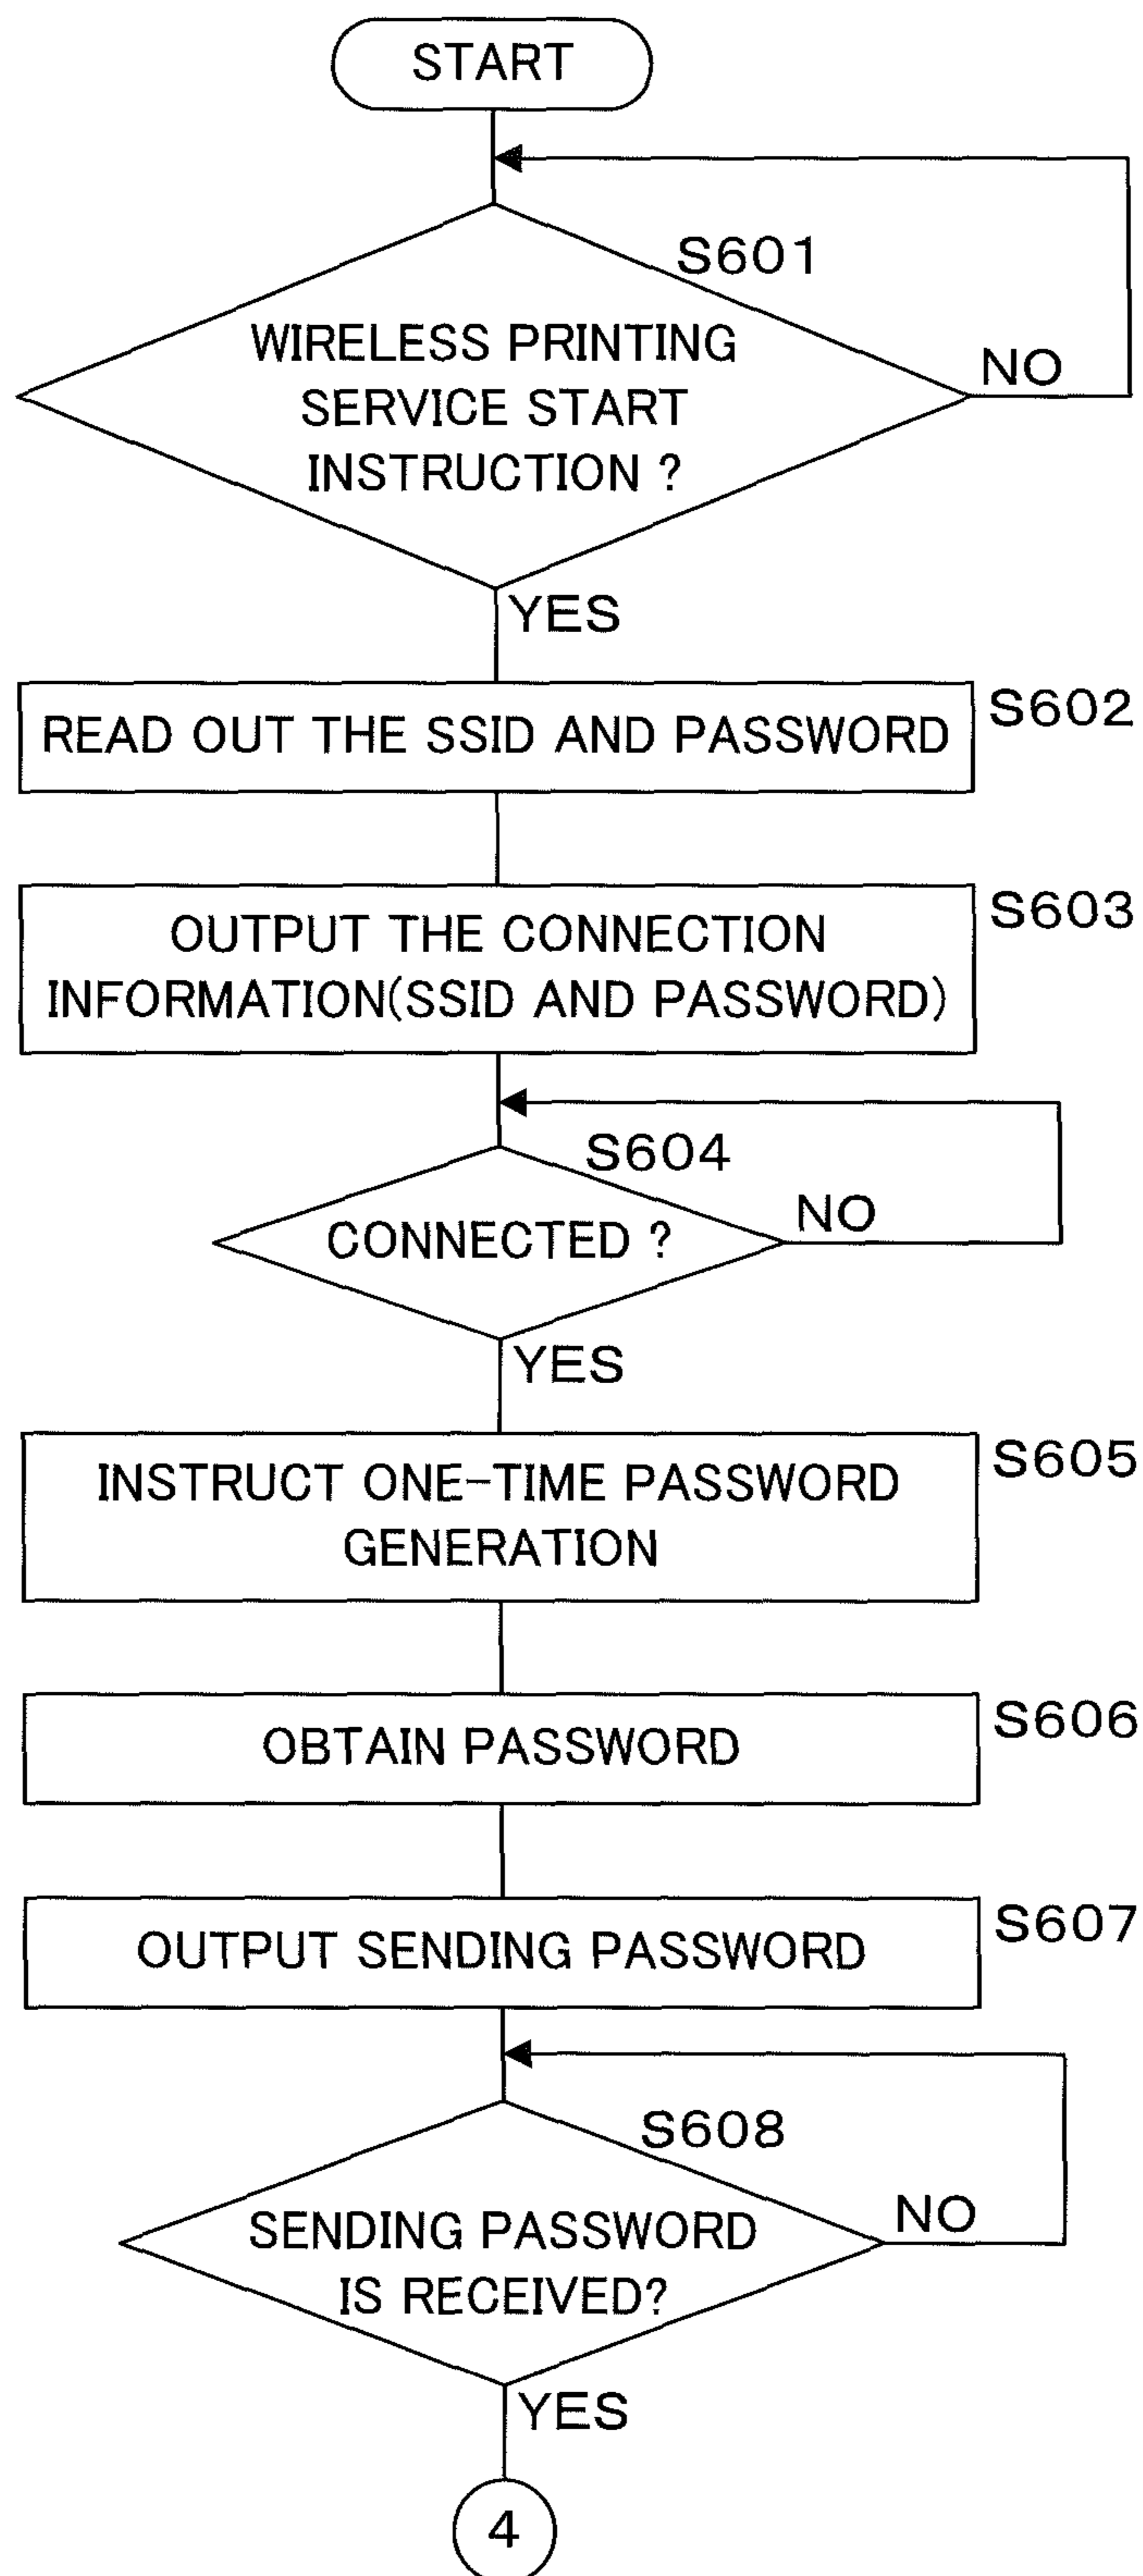 START
S601
WIRELESS PRINTING
SERVICE START
INSTRUCTION ?
NO
YES
READ OUT THE SSID AND PASSWORD
S602
OUTPUT THE CONNECTION
INFORMATION(SSID AND PASSWORD)
S603
S604
CONNECTED ?
NO
YES
INSTRUCT ONE-TIME PASSWORD
GENERATION
S605
OBTAIN PASSWORD
S606
OUTPUT SENDING PASSWORD
S607
S608
SENDING PASSWORD
IS RECEIVED?
NO
YES
4